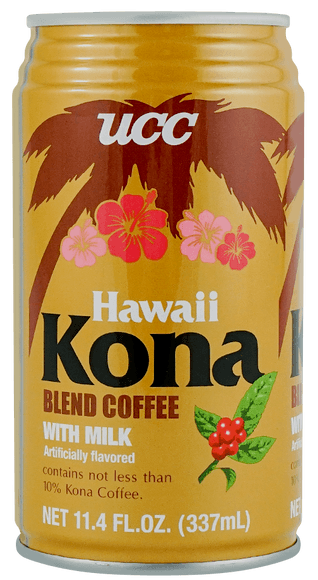 UCC
Hawaii
Kona
BLEND COFFEE
WITH MILK
Artificially flavored
contains not less than
10% Kona Coffee.
NET 11.4 FL.OZ. (337mL)